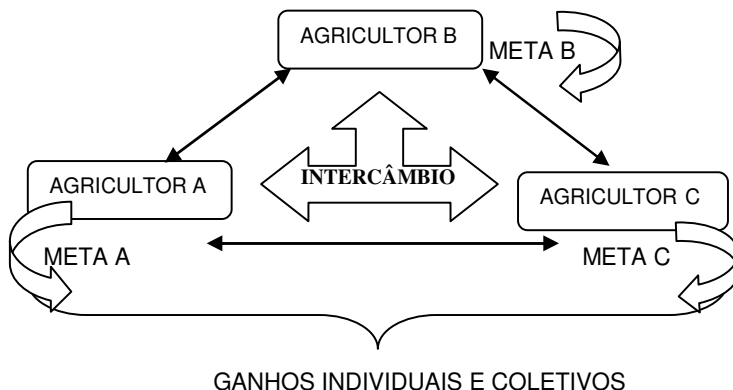 AGRICULTOR B
META B
INTERCÂMBIO
AGRICULTOR A
AGRICULTOR C
META A
META C
GANHOS INDIVIDUAIS E COLETIVOS